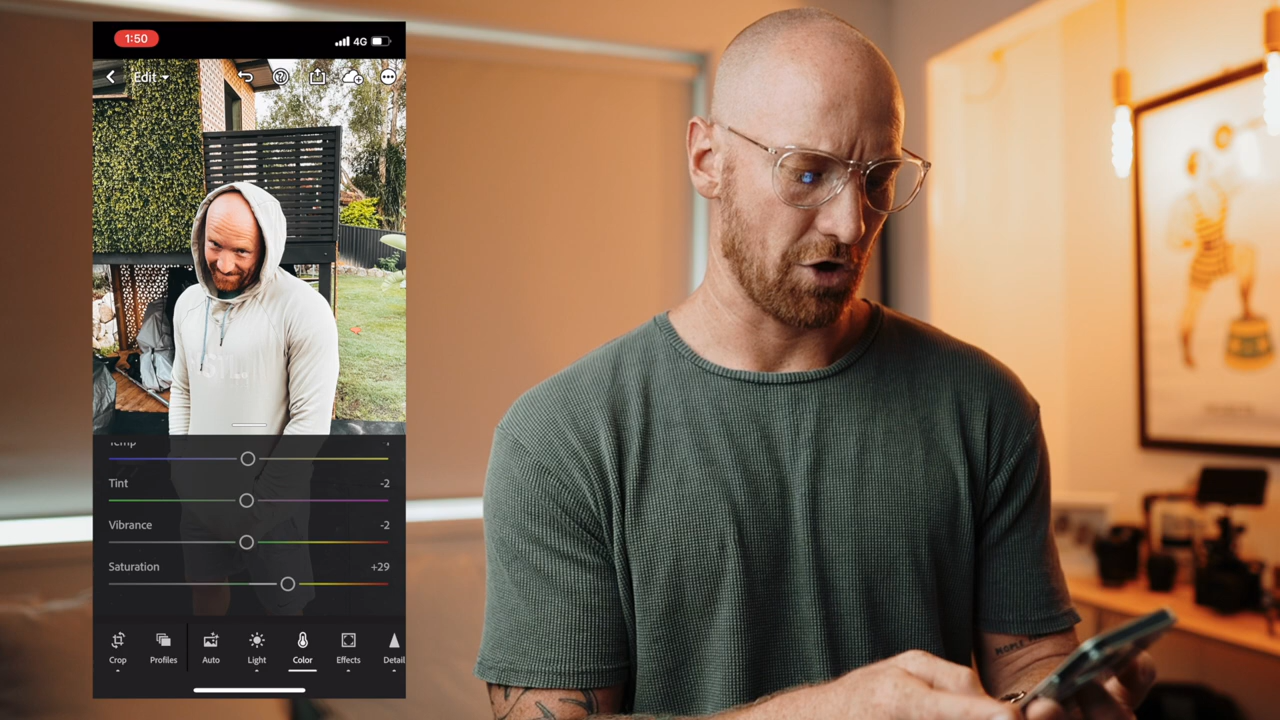 1:50
4G
Edit
Temp
Tint
-2
Vibrance
-2
Saturation
+29
Crop
Profiles
Auto
Light
Color
Effects
Detail